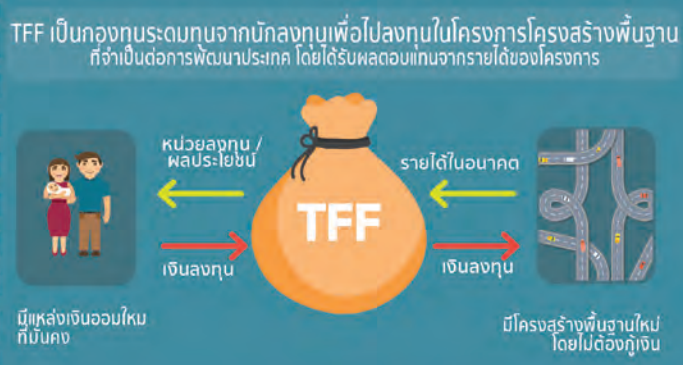 TFF เป็นกองทุนระดมทุนจากนักลงทุนเพื่อไปลงทุนในโครงการโครงสร้างพื้นฐาน
ที่จำเป็นต่อการพัฒนาประเทศ โดยได้รับผลตอบแทนจากรายได้ของโครงการ
หน่วยลงทุน /
ผลประโยชน์
รายได้ในอนาคต
TFF
เงินลงทุน
เงินลงทุน
มีแหล่งเงินออมใหม่
ที่มั่นคง
มีโครงสร้างพื้นฐานใหม่
โดยไม่ต้องกู้เงิน